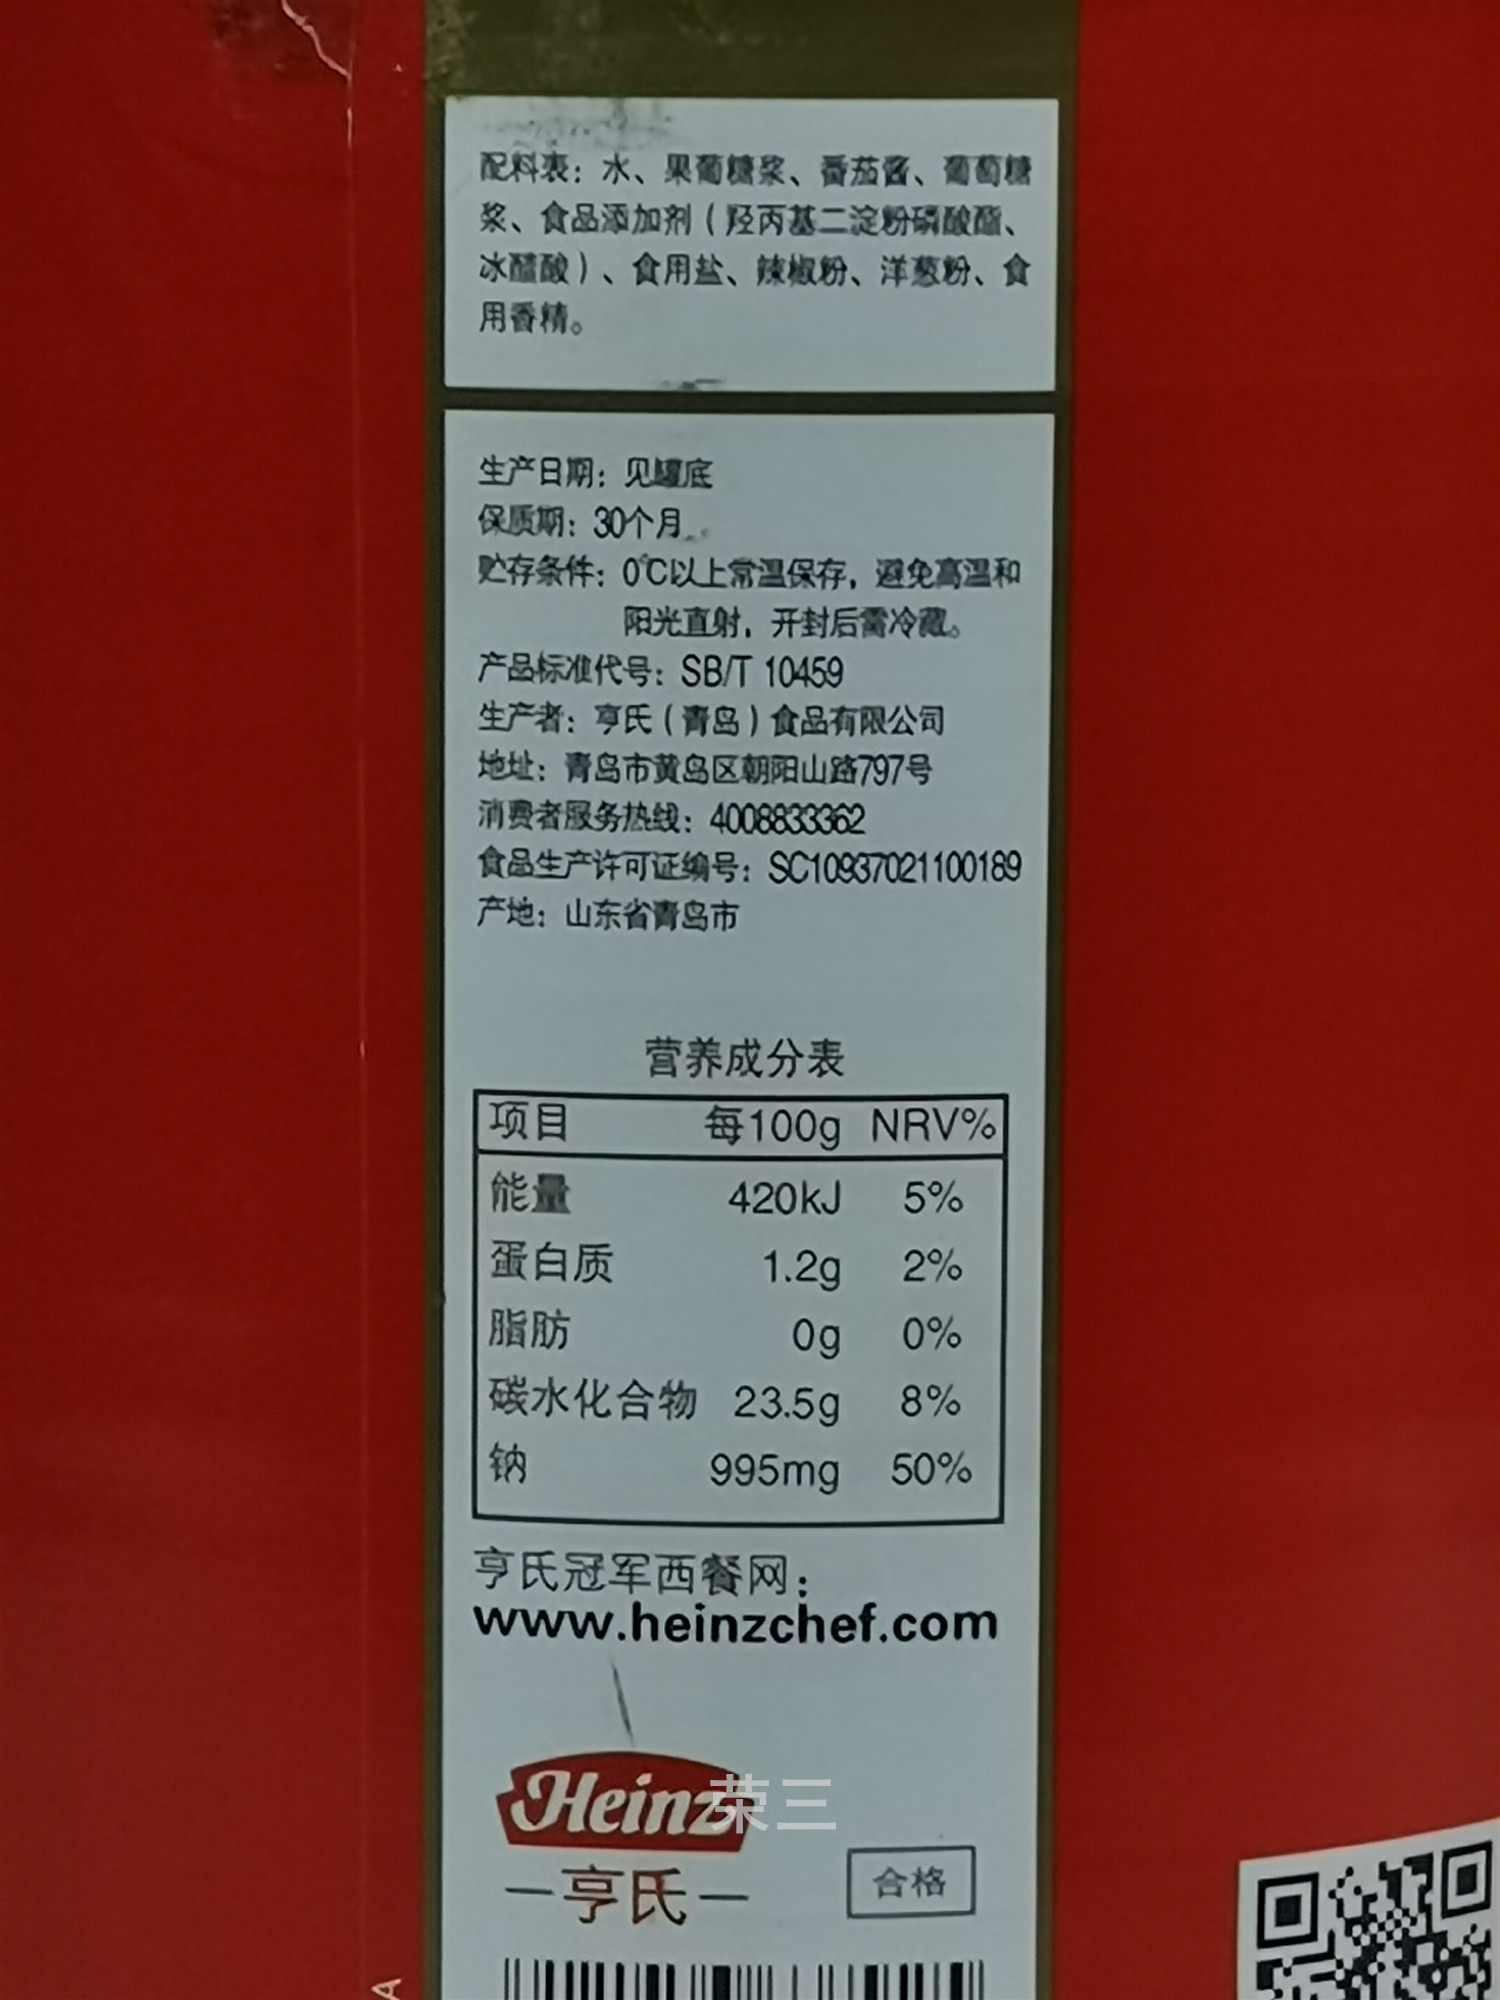 配料表：水、果葡糖浆、番茄酱、葡萄糖
浆、食品添加剂（羟丙基二淀粉磷酸酯、
冰醋酸）、食用盐、辣椒粉、洋葱粉、食
用香精。
生产日期：见罐底
保质期：30个月
贮存条件：0℃以上常温保存，避免高温和
阳光直射，开封后需冷藏。
产品标准代号：SB/T 10459
生产者：亨氏（青岛）食品有限公司
地址：青岛市黄岛区朝阳山路797号
消费者服务热线：4008833362
食品生产许可证编号：SC10937021100189
产地：山东省青岛市
营养成分表
项目 每100g NRV%
能量 420kJ 5%
蛋白质 1.2g 2%
脂肪 0g 0%
碳水化合物 23.5g 8%
钠 995mg 50%
亨氏冠军西餐网：
www.heinzchef.com
Heinz
荣三
亨氏
合格
A